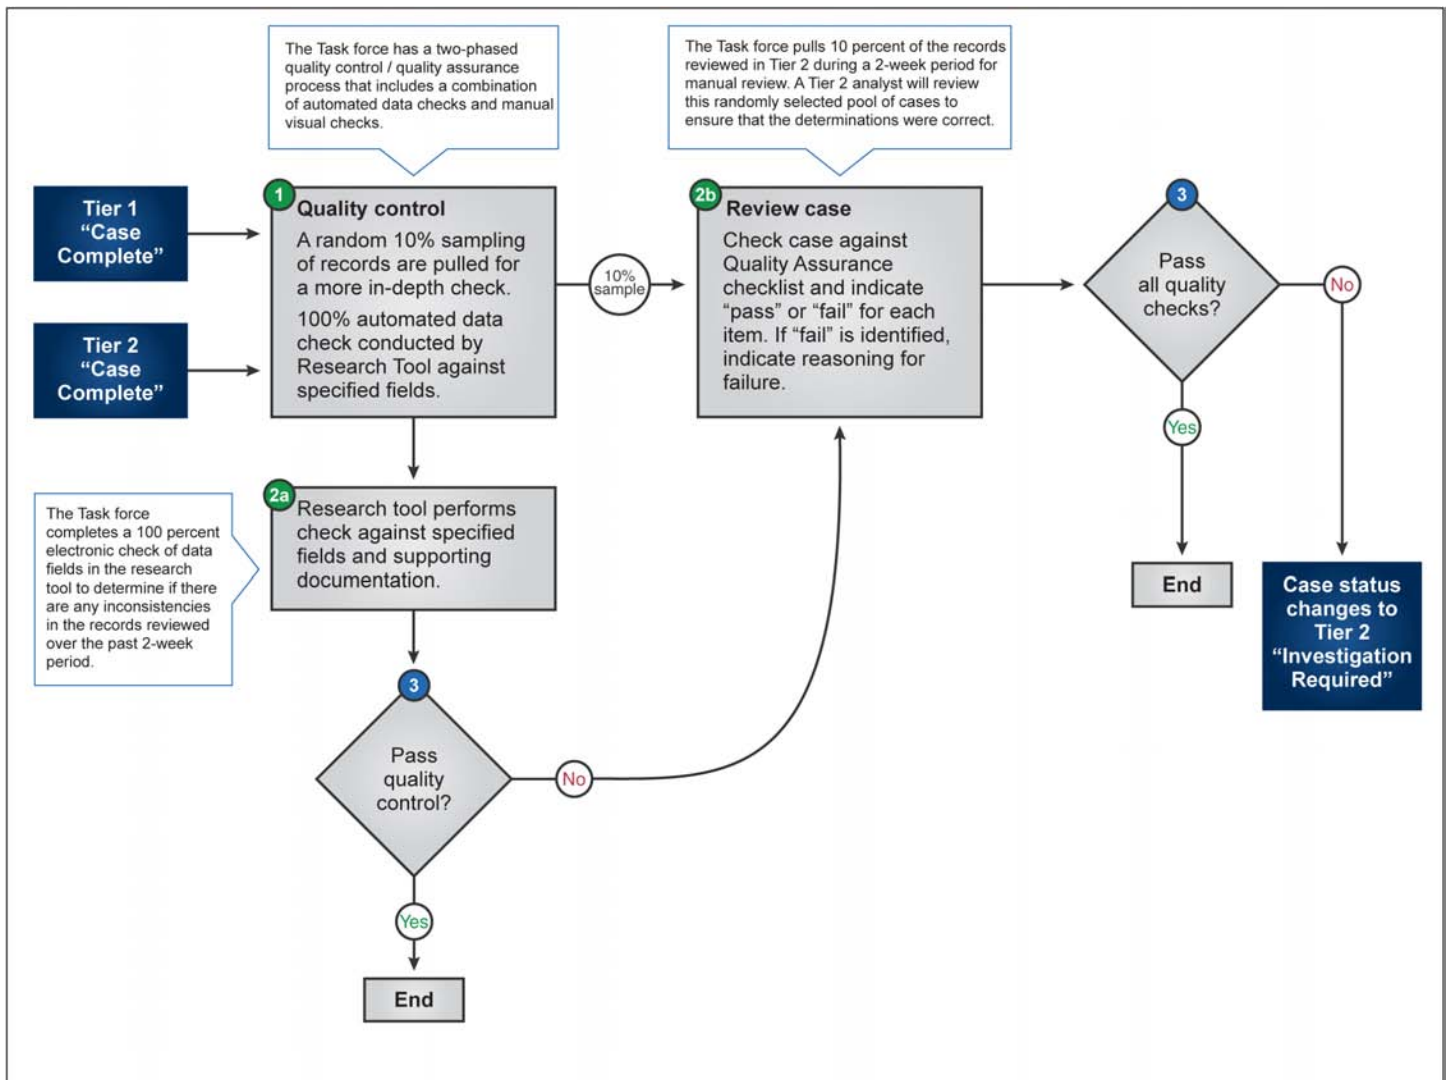 The Task force has a two-phased
quality control / quality assurance
process that includes a combination
of automated data checks and manual
visual checks.
The Task force pulls 10 percent of the records
reviewed in Tier 2 during a 2-week period for
manual review. A Tier 2 analyst will review
this randomly selected pool of cases to
ensure that the determinations were correct.
Tier 1
“Case
Complete”
Tier 2
“Case
Complete”
1
Quality control
A random 10% sampling
of records are pulled for
a more in-depth check.
100% automated data
check conducted by
Research Tool against
specified fields.
10%
sample
2b
Review case
Check case against
Quality Assurance
checklist and indicate
“pass” or “fail” for each
item. If “fail” is identified,
indicate reasoning for
failure.
3
Pass
all quality
checks?
No
Yes
End
Case status
changes to
Tier 2
“Investigation
Required”
The Task force
completes a 100 percent
electronic check of data
fields in the research
tool to determine if there
are any inconsistencies
in the records reviewed
over the past 2-week
period.
2a
Research tool performs
check against specified
fields and supporting
documentation.
3
Pass
quality
control?
No
Yes
End